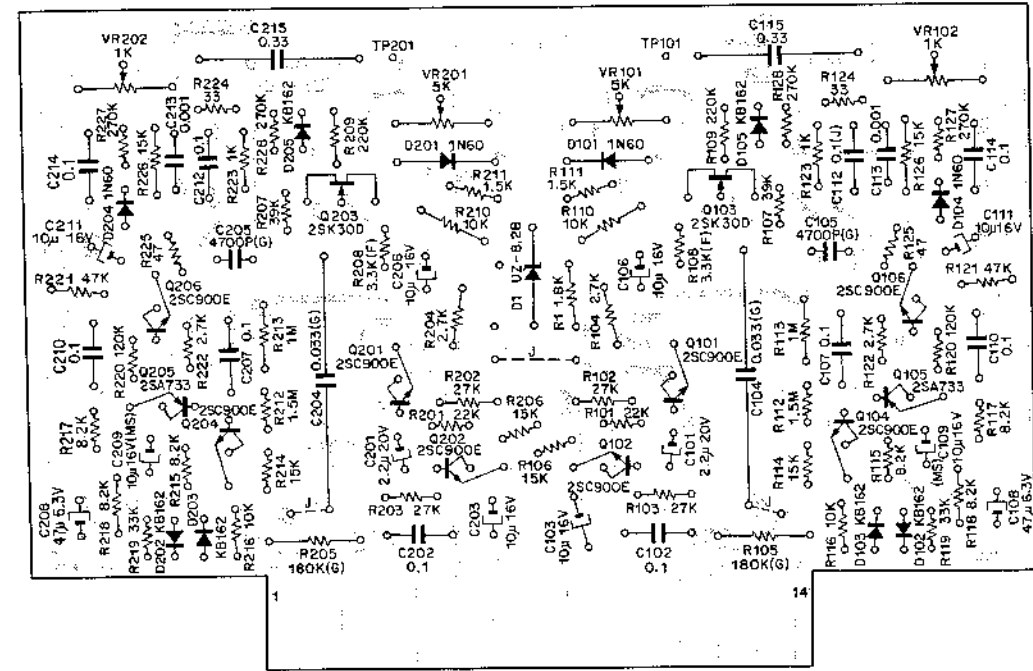 C215
0.33
TP201
VR202
1K
VR201
5K
R224
33
C213
0.001
R227
270K
KB162
R226 270K
D205
R209
220K
D201 1N60
R211
1.5K
C214
0.1
D204 1N60
R226 15K
C212 0.1
R223 1K
R207
39K
Q203
2SK30D
R210
10K
C211
10μ 16V
R225
47
C205
4700P(G)
R208
3.3K(F)
C206
10μ 16V
D1 UZ-8.2B
R221 47K
Q206
2SC900E
R204
2.7K
C210
0.1
R220 120K
R222 2.7K
C207 0.1
R213
1M
0.033(G)
C204
Q201
2SC900E
J
Q205
2SA733
2SC900E
Q204
R212
1.5M
R202
27K
R201 22K
R206
15K
R217
8.2K
C209
10μ16V(MS)
R215 8.2K
C201
2.2μ 20V
Q202
2SC900E
R106
15K
R214
15K
J
C208
47μ 6.3V
R218 8.2K
R219 33K
D202 KB162
D203
KB162
R216 10K
R203 27K
C203
10μ 16V
R205
160K(G)
C202
0.1
C115
0.33
TP101
VR102
1K
VR101
5K
R128
270K
R124
33
R109 220K
D105 KB162
C113 0.001
R126 15K
R127
270K
C114
0.1
D101 1N60
R111
1.5K
R123 1K
C112 0.1(J)
D104 1N60
R110
10K
Q103
2SK30D
R107 39K
C105
4700P(G)
R125
47
C111
10μ16V
C106
10μ 16V
R108
3.3K(F)
Q106
2SC900E
R121 47K
R1 1.8K
R104 2.7K
Q101
2SC900E
C104 0.033(G)
R113
1M
C107 0.1
R122 2.7K
R120 120K
C110
0.1
Q105
2SA733
R102
27K
R101 22K
R112
1.5M
Q104
2SC900E
R117
8.2K
Q102
2SC900E
C101
2.2μ 20V
R114
15K
R115
8.2K
C109
10μ16V
(MS)
J
C103
10μ 16V
R103 27K
C102
0.1
R105
180K(G)
R116 10K
D103 KB162
D102 KB162
R119 33K
R118 8.2K
C108
47μ 6.3V
1
14